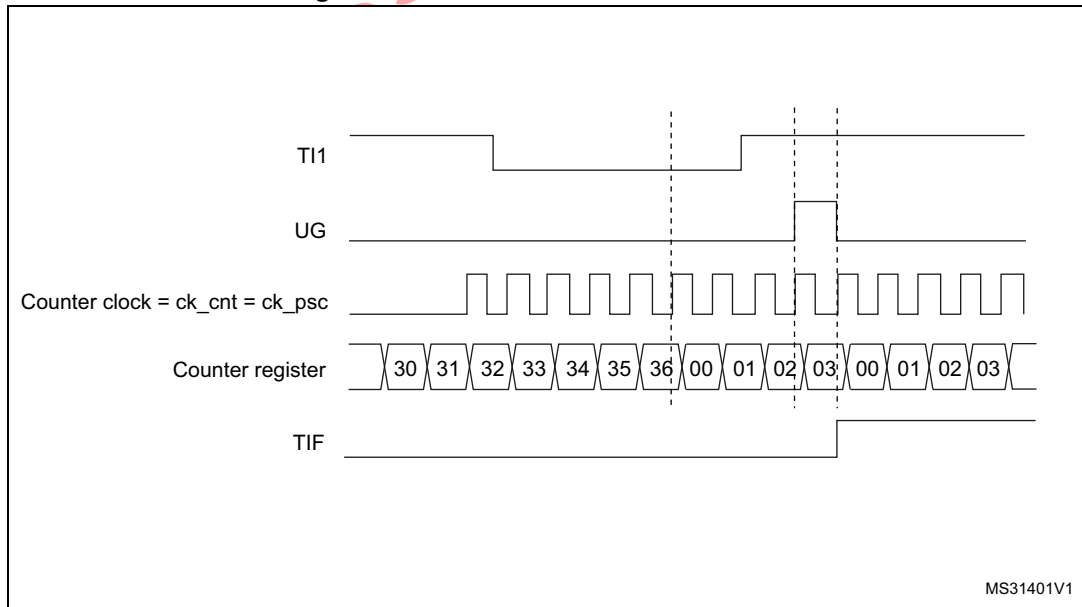 TI1
UG
Counter clock = ck_cnt = ck_psc
Counter register 30 31 32 33 34 35 36 00 01 02 03 00 01 02 03
TIF
MS31401V1